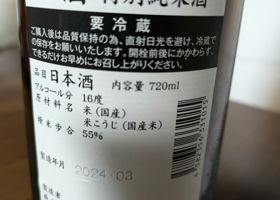 特別純米酒
要冷蔵
ご購入後は品質保持の為、直射日光を避け、冷蔵で
の保存をお願いいたします。開栓前後にかかわらず、
できるだけお早めにお召し上がりください。
品目 日本酒 内容量 720ml
アルコール分 16度
原材料名 米(国産)
米こうじ(国産米)
精米歩合 55%
製造年月 2024.03
製造者